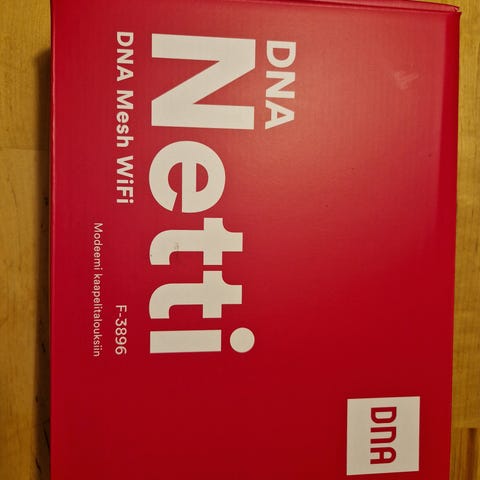 DNA
Netti
DNA Mesh WiFi
F-3896
Modeemi kaapelitalouksiin
DNA